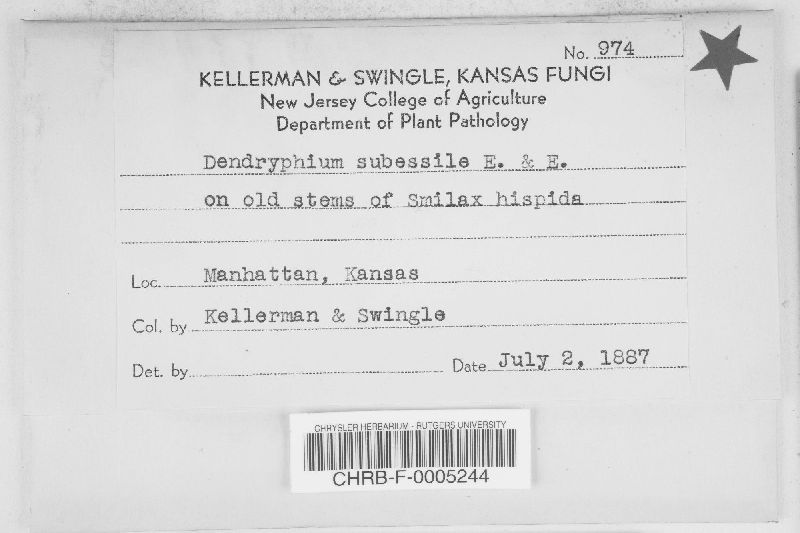 No. 974
KELLERMAN & SWINGLE, KANSAS FUNGI
New Jersey College of Agriculture
Department of Plant Pathology
Dendryphium subessile E. & E.
on old stems of Smilax hispida
Loc. Manhattan, Kansas
Col. by Kellerman & Swingle
Det. by Date July 2, 1887
CHRYSLER HERBARIUM - RUTGERS UNIVERSITY
CHRB-F-0005244